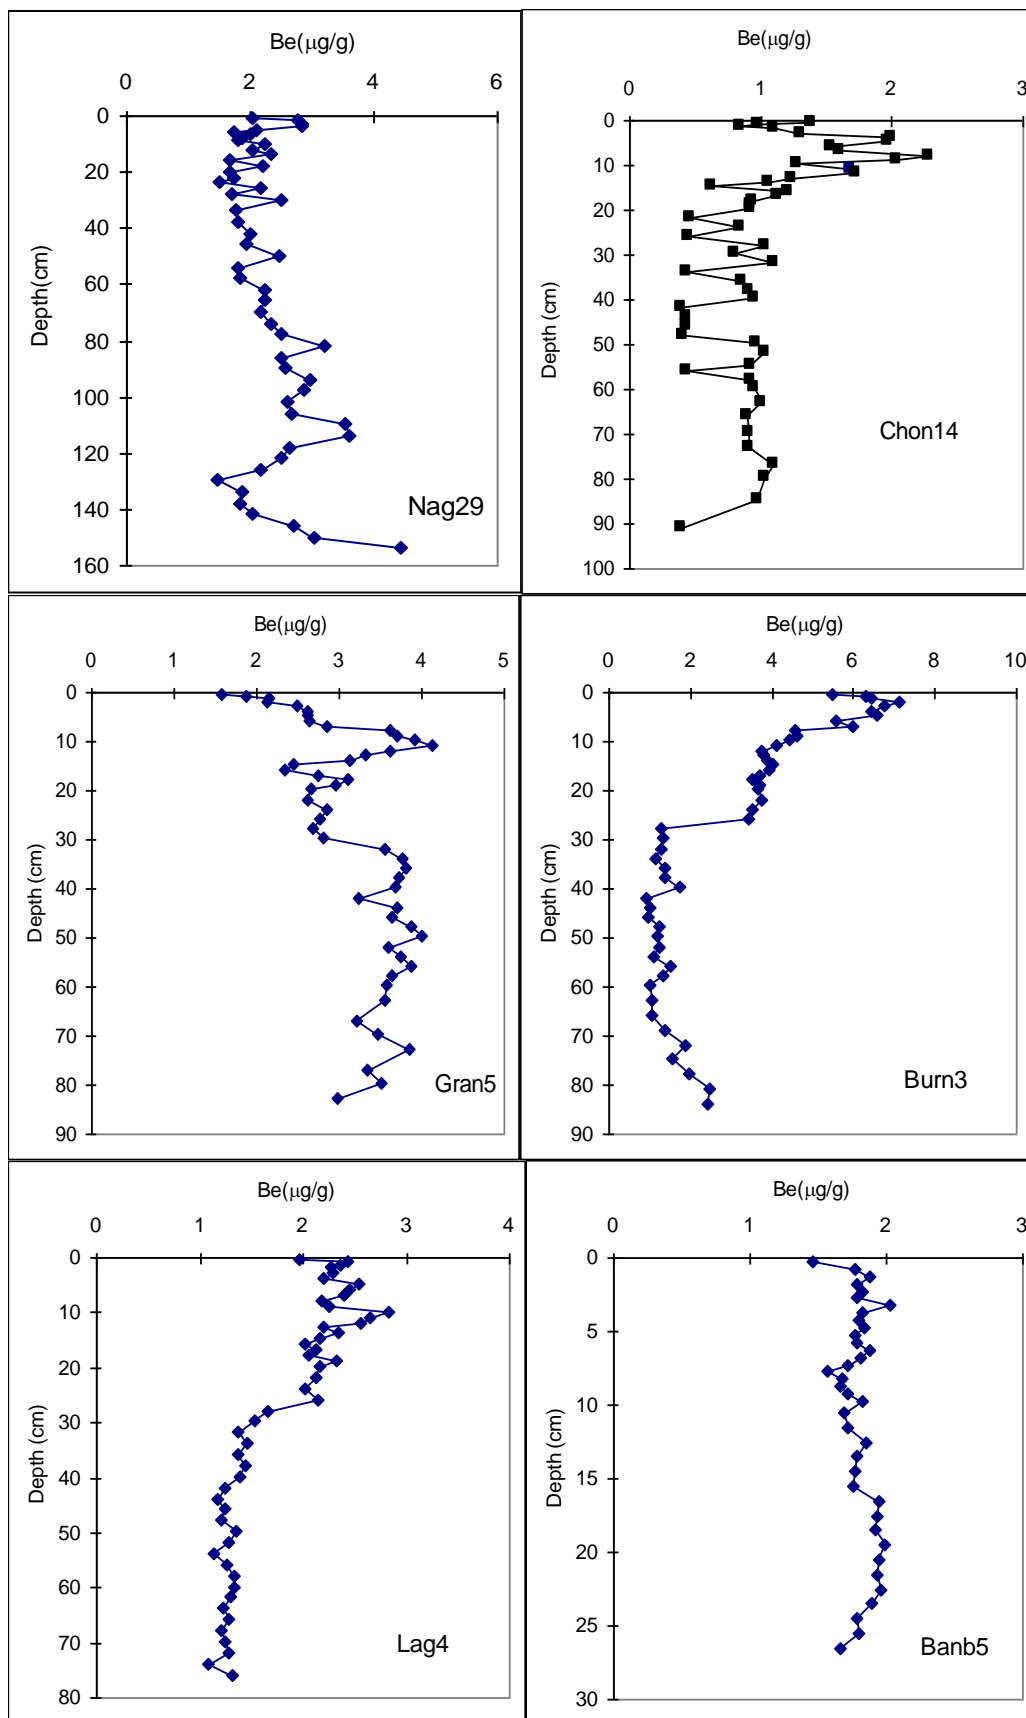 Be(μg/g)
0 2 4 6
0
20
40
60
80
100
120
140
160
Depth(cm)
Nag29
Be(μg/g)
0 1 2 3
0
10
20
30
40
50
60
70
80
90
100
Depth (cm)
Chon14
Be(μg/g)
0 1 2 3 4 5
0
10
20
30
40
50
60
70
80
90
Depth (cm)
Gran5
Be(μg/g)
0 2 4 6 8 10
0
10
20
30
40
50
60
70
80
90
Depth (cm)
Burn3
Be(μg/g)
0 1 2 3 4
0
10
20
30
40
50
60
70
80
Depth (cm)
Lag4
Be(μg/g)
0 1 2 3
0
5
10
15
20
25
30
Depth (cm)
Banb5